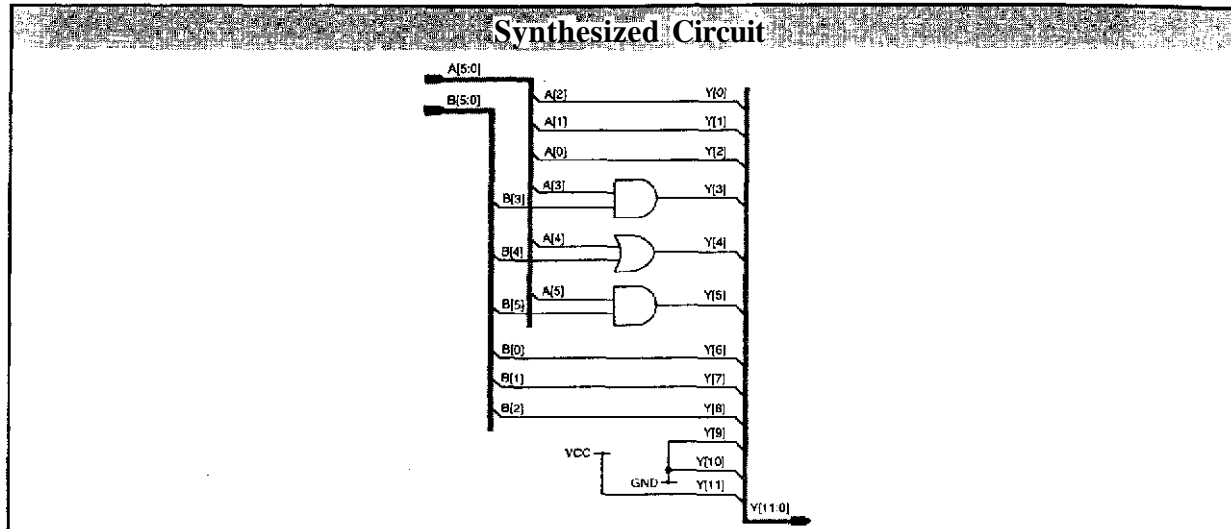 Synthesized Circuit
A[5:0]
B[5:0]
A[2] Y[0]
A[1] Y[1]
A[0] Y[2]
A[3] Y[3]
B[3]
A[4] Y[4]
B[4]
A[5] Y[5]
B[5]
B[0] Y[6]
B[1] Y[7]
B[2] Y[8]
Y[9]
VCC
GND Y[10]
Y[11]
Y[11:0]